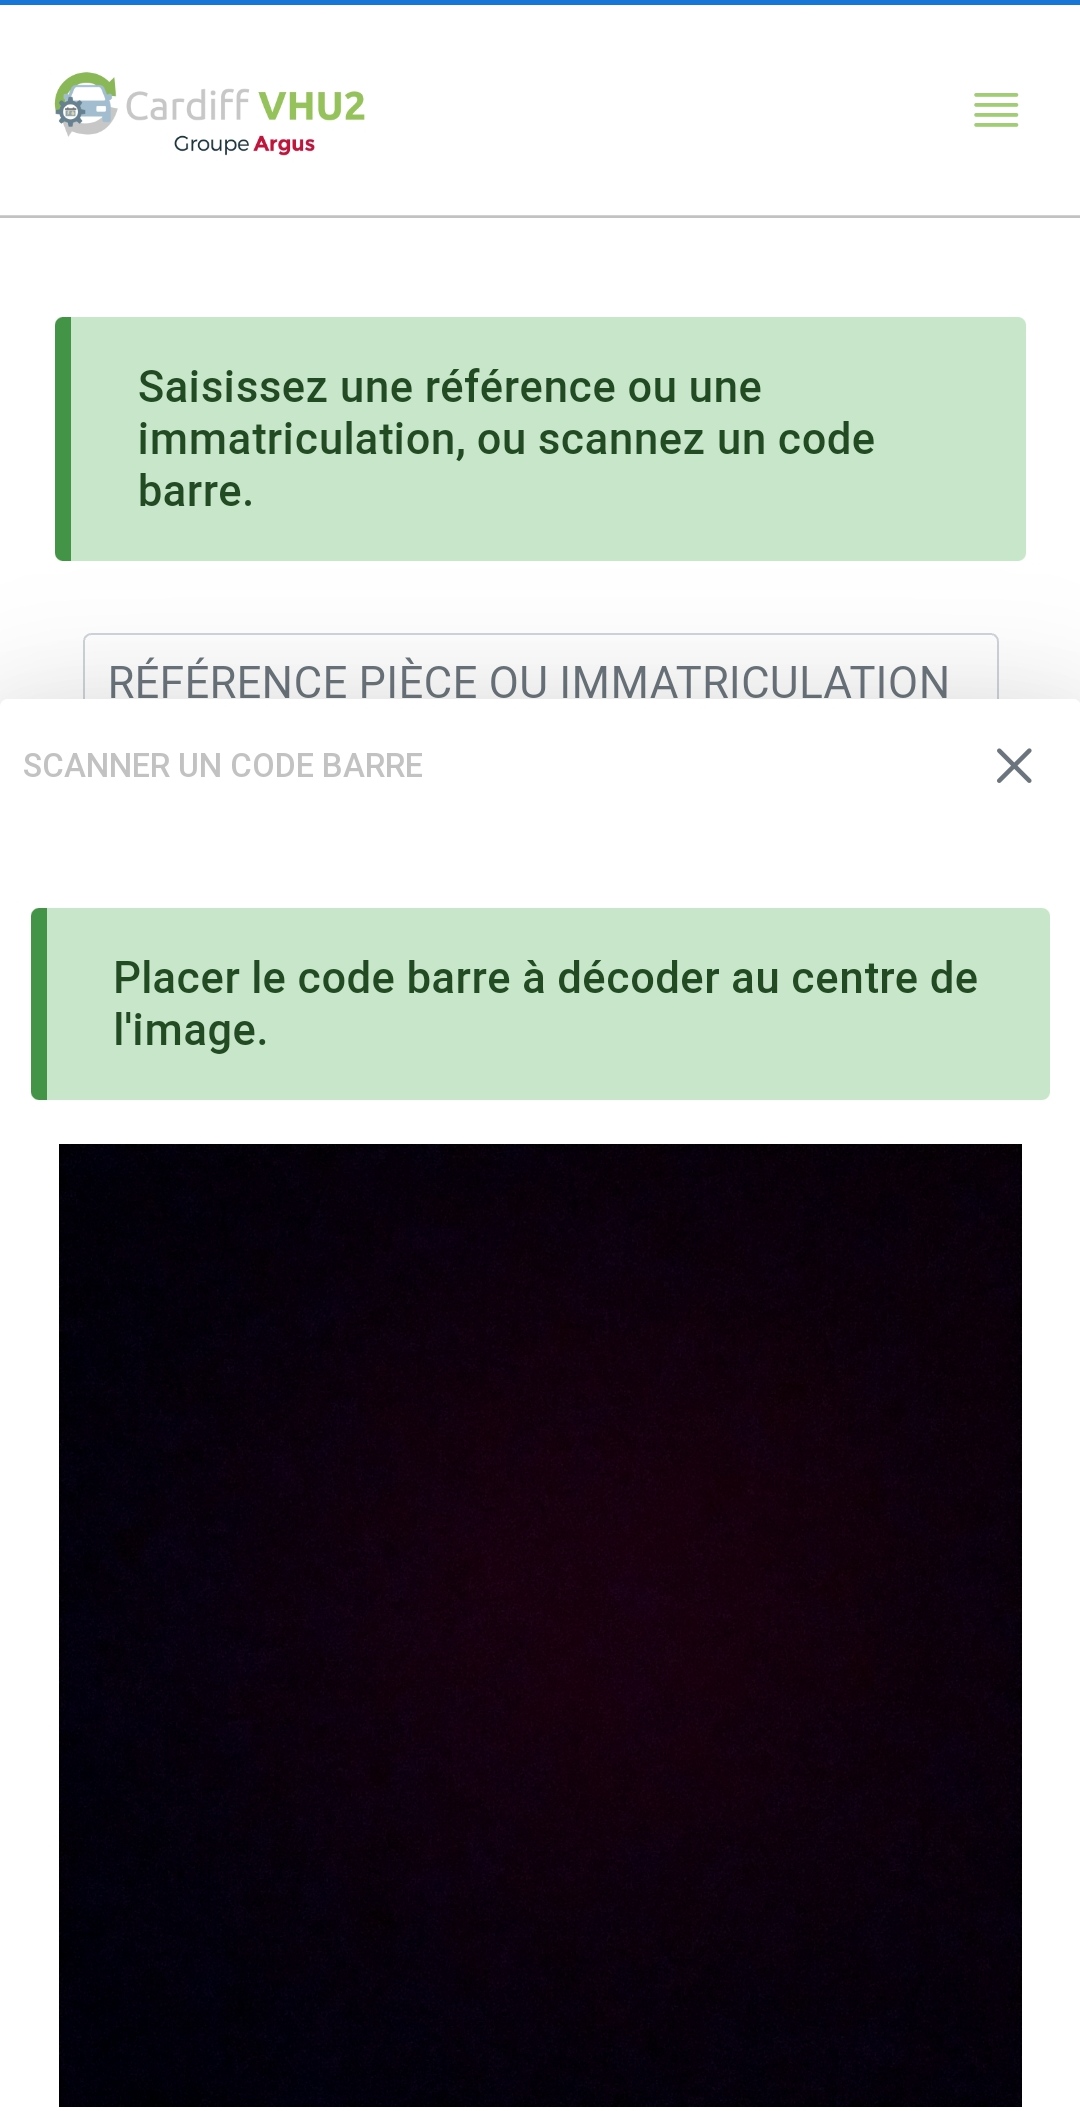 Cardiff VHU2
Groupe Argus
Saisissez une référence ou une
immatriculation, ou scannez un code
barre.
RÉFÉRENCE PIÈCE OU IMMATRICULATION
SCANNER UN CODE BARRE
Placer le code barre à décoder au centre de
l'image.